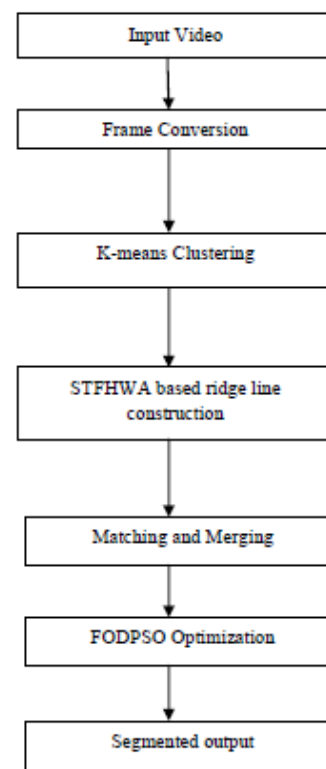 Input Video
Frame Conversion
K-means Clustering
STFHWA based ridge line
construction
Matching and Merging
FODPSO Optimization
Segmented output